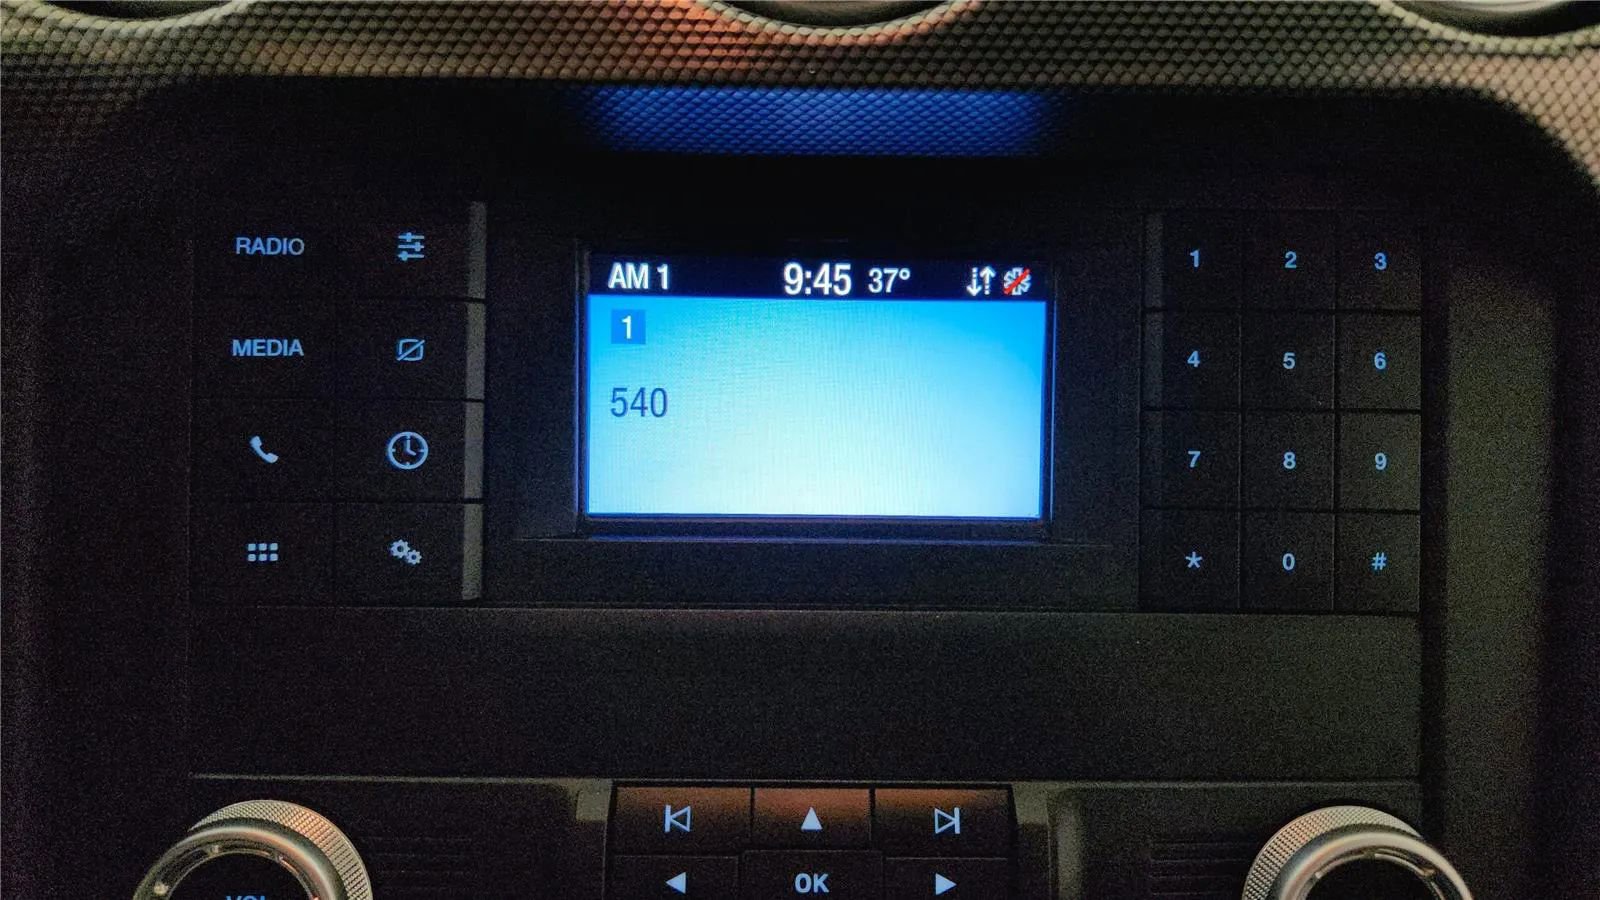 RADIO
MEDIA
AM 1 9:45 37°
1
540
1 2 3
4 5 6
7 8 9
* 0 #
OK
VOL